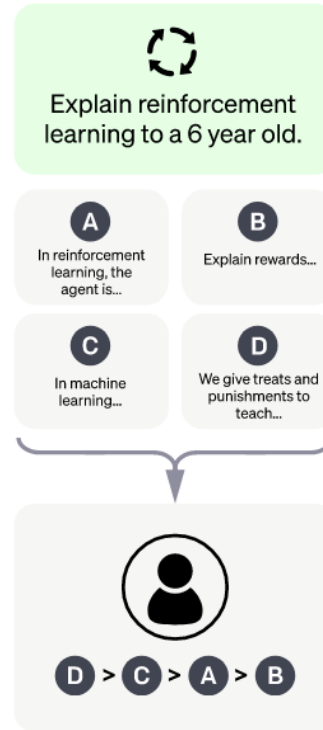 Explain reinforcement
learning to a 6 year old.
A
In reinforcement
learning, the
agent is...
B
Explain rewards...
C
In machine
learning...
D
We give treats and
punishments to
teach...
D > C > A > B